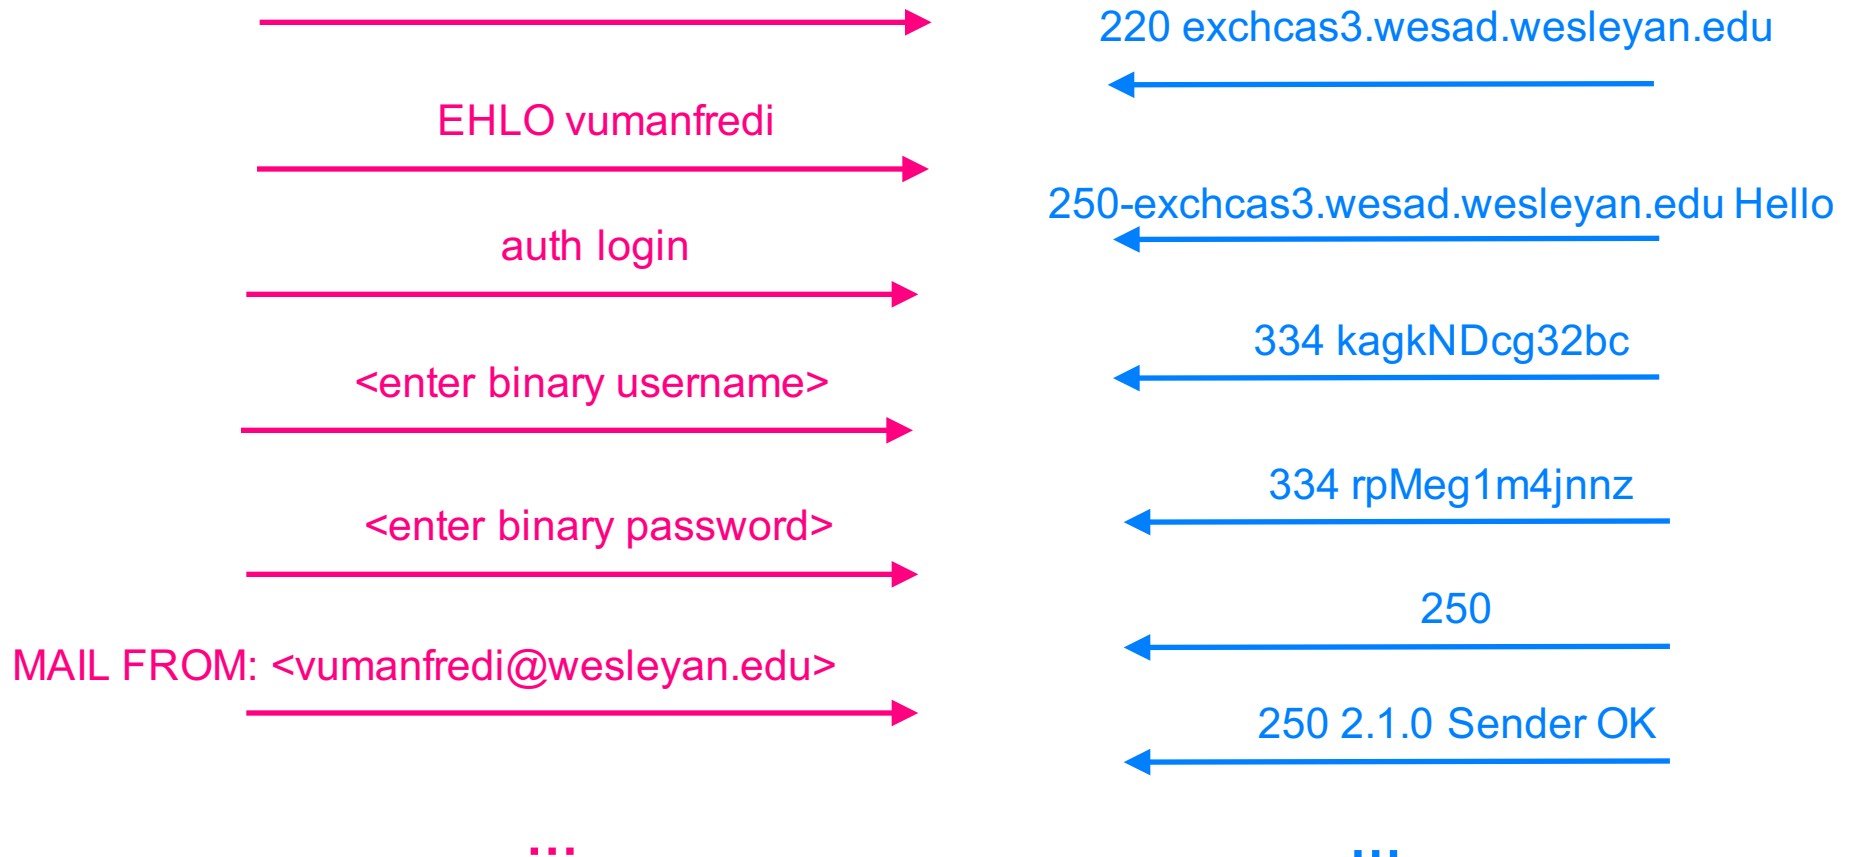 220 exchcas3.wesad.wesleyan.edu
EHLO vumanfredi
250-exchcas3.wesad.wesleyan.edu Hello
auth login
334 kagkNDcg32bc
<enter binary username>
334 rpMeg1m4jnnz
<enter binary password>
250
MAIL FROM: <vumanfredi@wesleyan.edu>
250 2.1.0 Sender OK
...
...